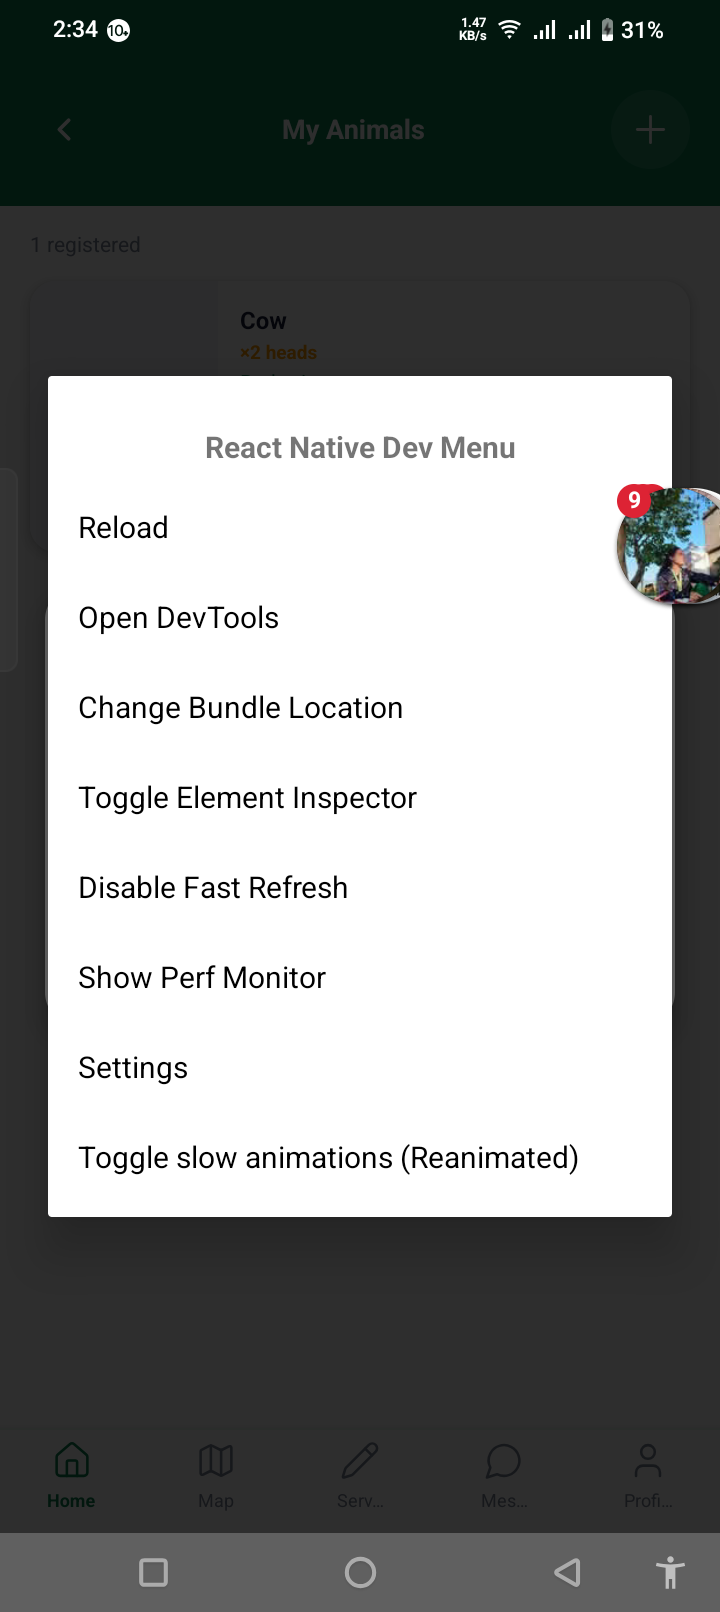 2:34
10+
1.47
KB/s
31%
My Animals
1 registered
Cow
×2 heads
React Native Dev Menu
Reload
9
Open DevTools
Change Bundle Location
Toggle Element Inspector
Disable Fast Refresh
Show Perf Monitor
Settings
Toggle slow animations (Reanimated)
Home
Map
Serv...
Mes...
Profi...